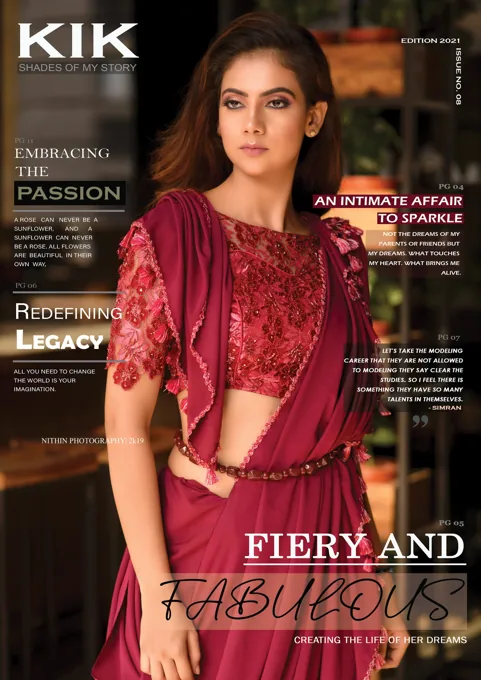 KIK
SHADES OF MY STORY
EDITION 2021
ISSUE NO. 08
EMBRACING
THE
PASSION
A ROSE CAN NEVER BE A
SUNFLOWER, AND A
SUNFLOWER CAN NEVER
BE A ROSE. ALL FLOWERS
ARE BEAUTIFUL IN THEIR
OWN WAY,
PG 04
AN INTIMATE AFFAIR
TO SPARKLE
NOT THE DREAMS OF MY
PARENTS OR FRIENDS BUT
MY DREAMS. WHAT TOUCHES
MY HEART. WHAT BRINGS ME
ALIVE.
PG 06
REDEFINING
LEGACY
ALL YOU NEED TO CHANGE
THE WORLD IS YOUR
IMAGINATION.
PG 07
LET'S TAKE THE MODELING
CAREER THAT THEY ARE NOT ALLOWED
TO MODELING THEY SAY CLEAR THE
STUDIES, SO I FEEL THERE IS
SOMETHING THEY HAVE SO MANY
TALENTS IN THEMSELVES.
- SIMRAN
”
NITHIN PHOTOGRAPHY/2k19
PG 05
FIERY AND
FABULOUS
CREATING THE LIFE OF HER DREAMS